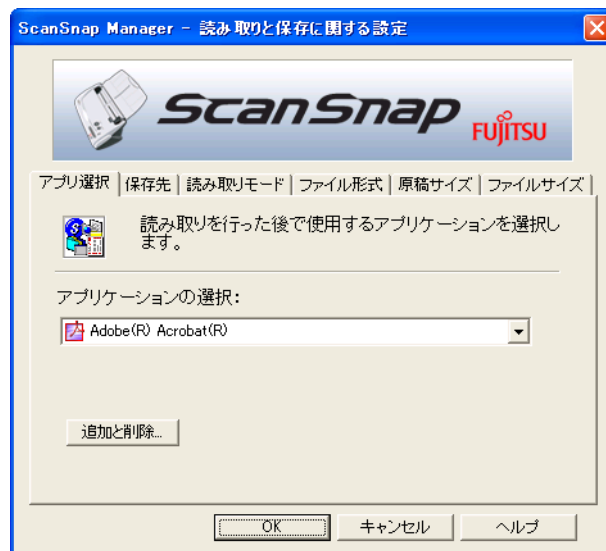 ScanSnap Manager - 読み取りと保存に関する設定
ScanSnap
FUJITSU
アプリ選択 保存先 読み取りモード ファイル形式 原稿サイズ ファイルサイズ
読み取りを行った後で使用するアプリケーションを選択し
ます。
アプリケーションの選択:
Adobe(R) Acrobat(R)
追加と削除...
OK キャンセル ヘルプ